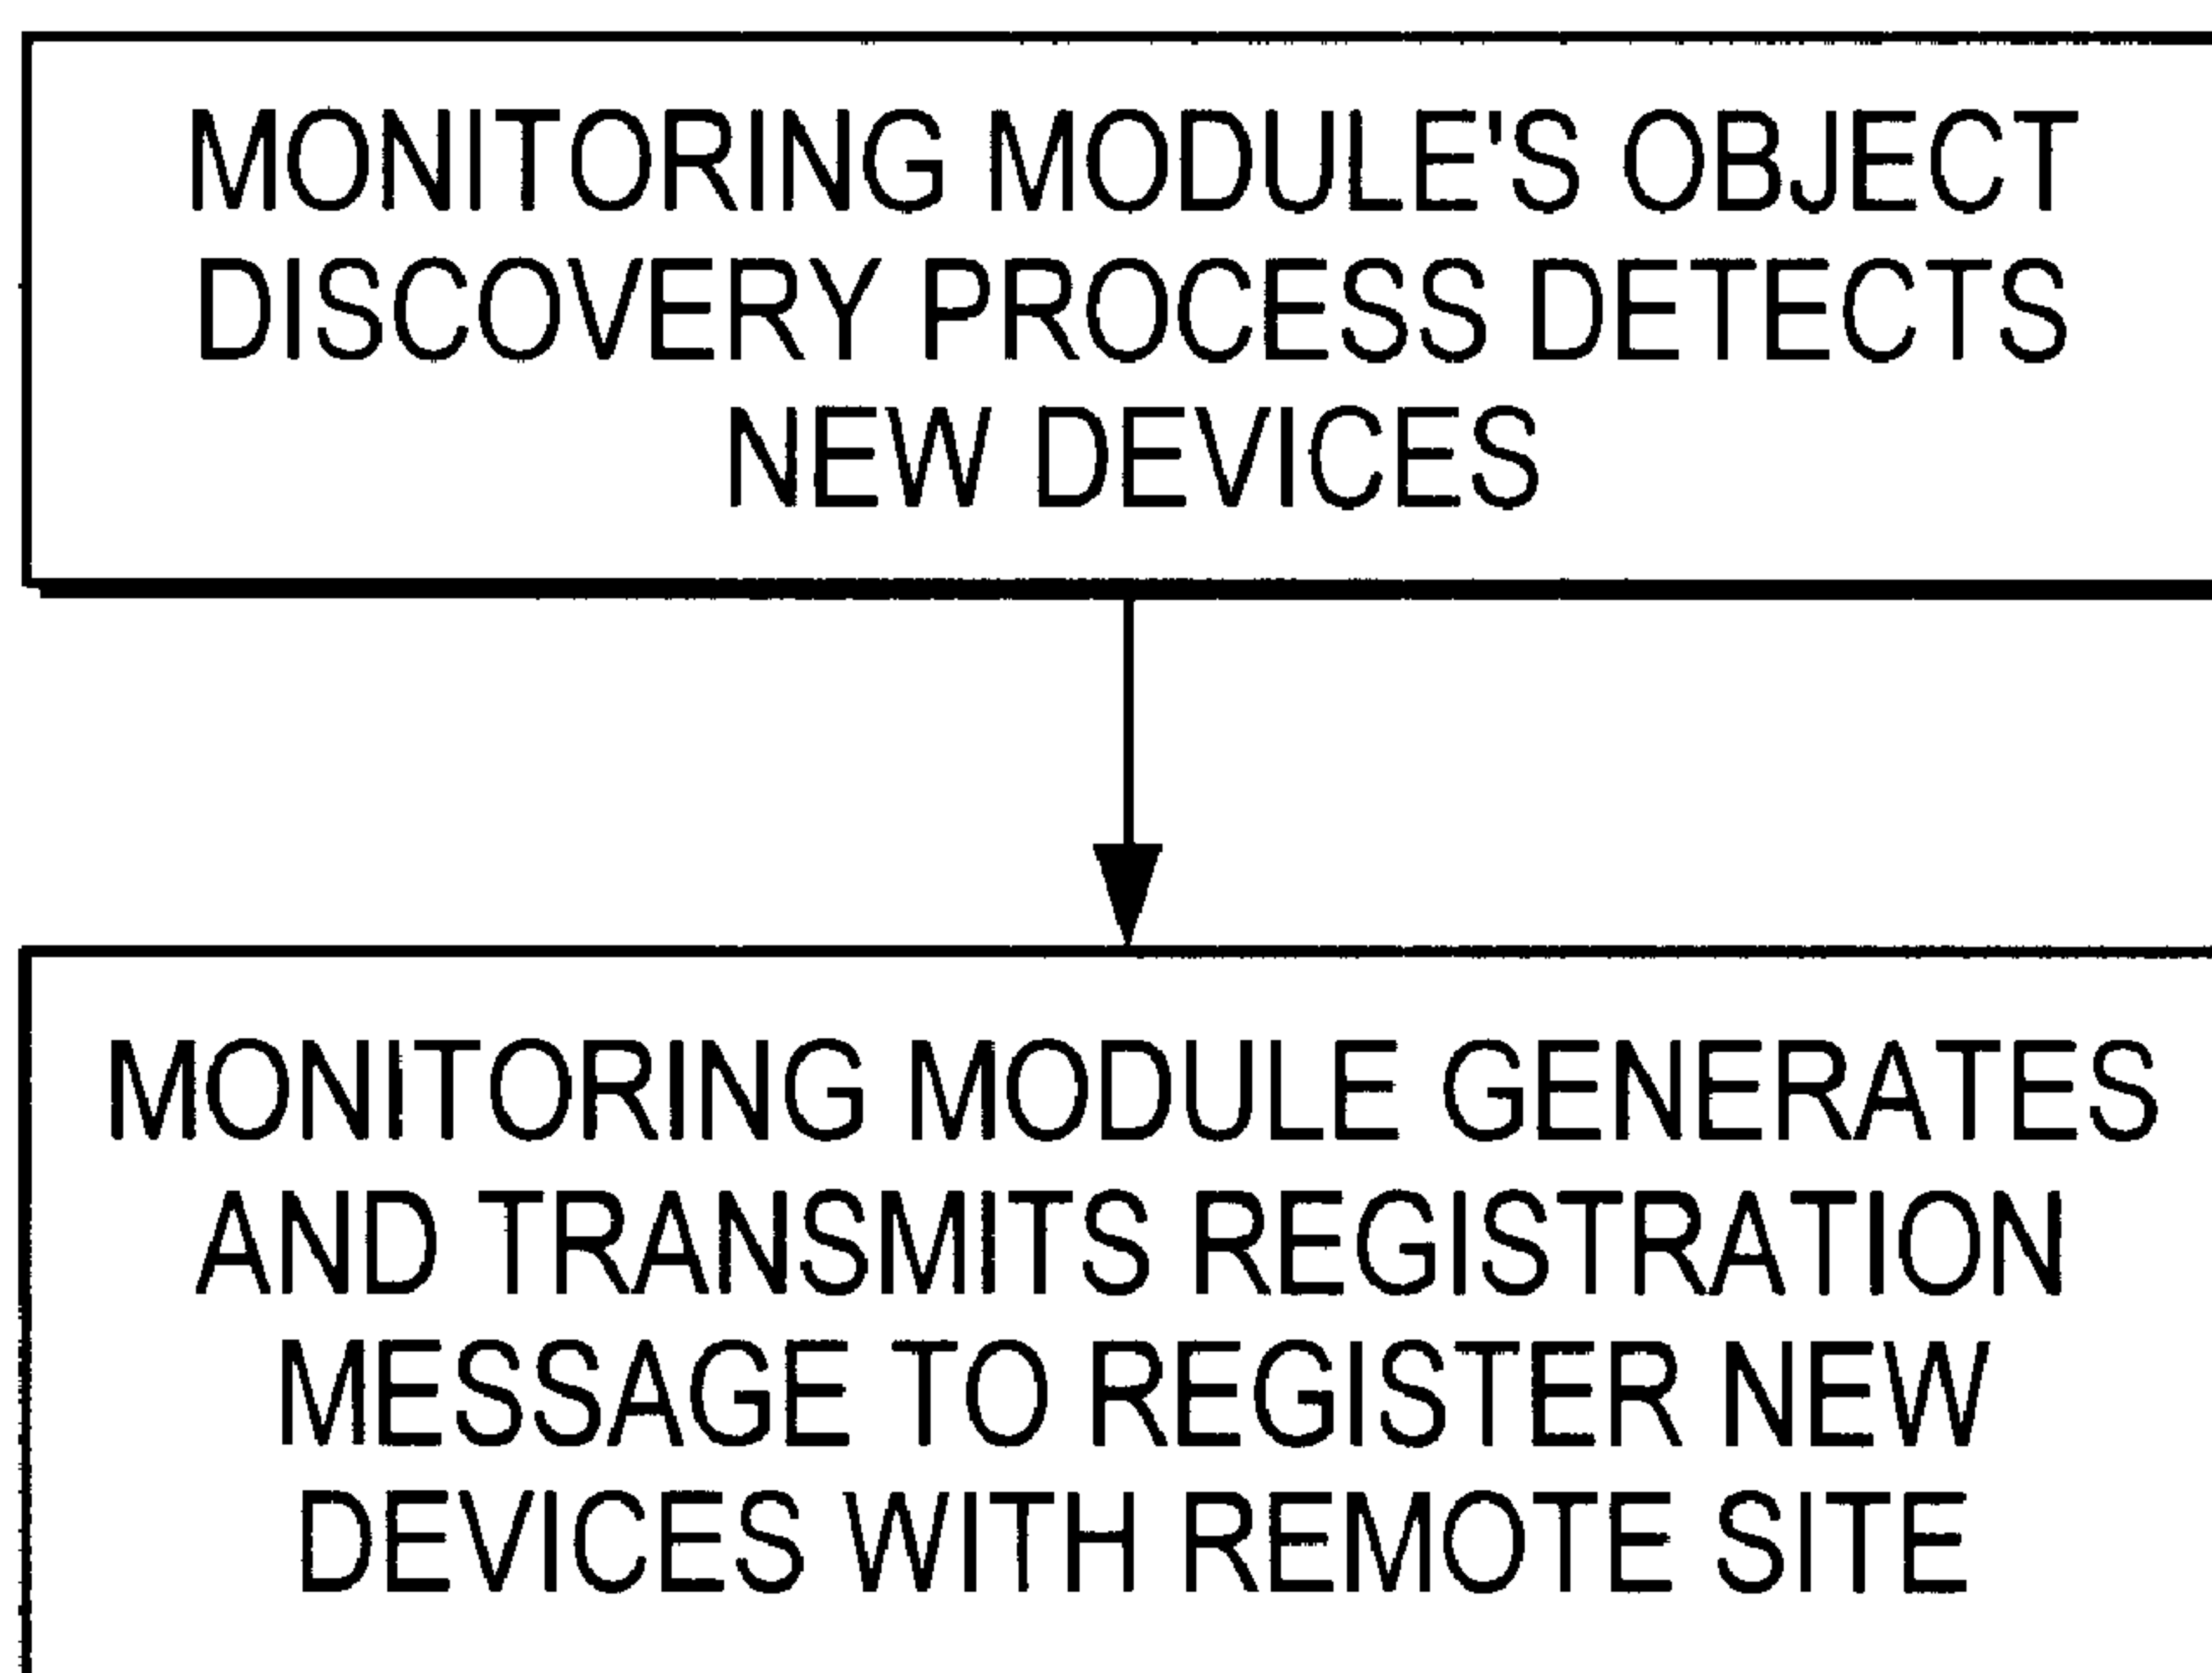 MONITORING MODULE'S OBJECT
DISCOVERY PROCESS DETECTS
NEW DEVICES
MONITORING MODULE GENERATES
AND TRANSMITS REGISTRATION
MESSAGE TO REGISTER NEW
DEVICES WITH REMOTE SITE